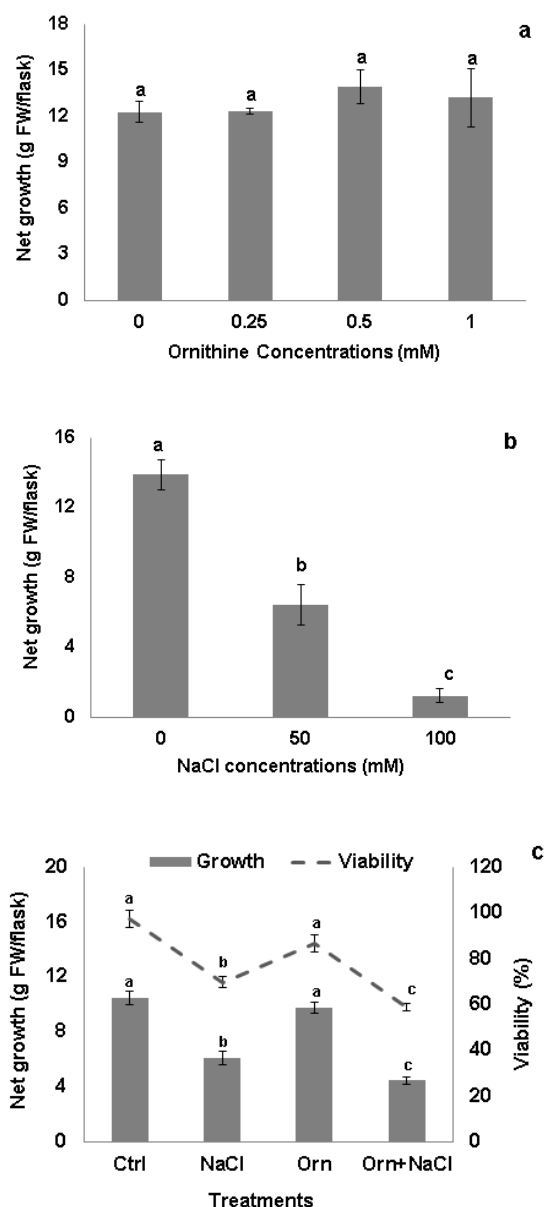 a
18
15
12
9
6
3
0
Net growth (g FW/flask)
a a a a
0 0.25 0.5 1
Ornithine Concentrations (mM)
b
16
12
8
4
0
Net growth (g FW/flask)
a
b
c
0 50 100
NaCl concentrations (mM)
c
Growth Viability
20
16
12
8
4
0
Net growth (g FW/flask)
120
100
80
60
40
20
0
Viability (%)
a b a c
a b a c
Ctrl NaCl Orn Orn+NaCl
Treatments